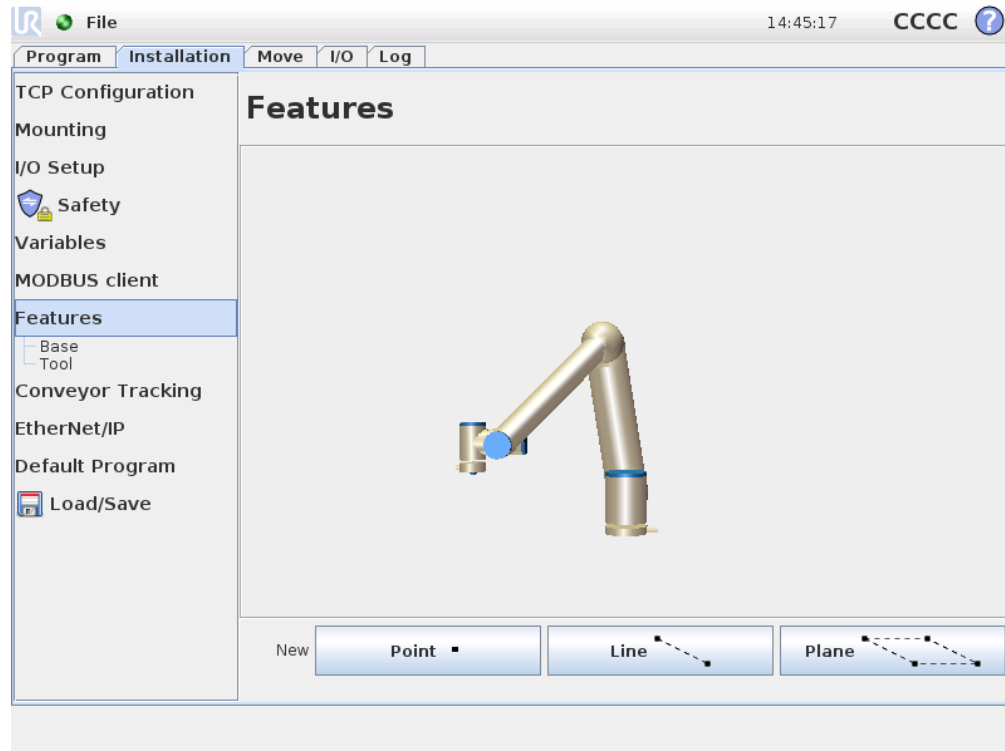 UR File 14:45:17 CCCC ?
Program Installation Move I/O Log
TCP Configuration
Features
Mounting
I/O Setup
Safety
Variables
MODBUS client
Features
Base
Tool
Conveyor Tracking
EtherNet/IP
Default Program
Load/Save
New Point Line Plane